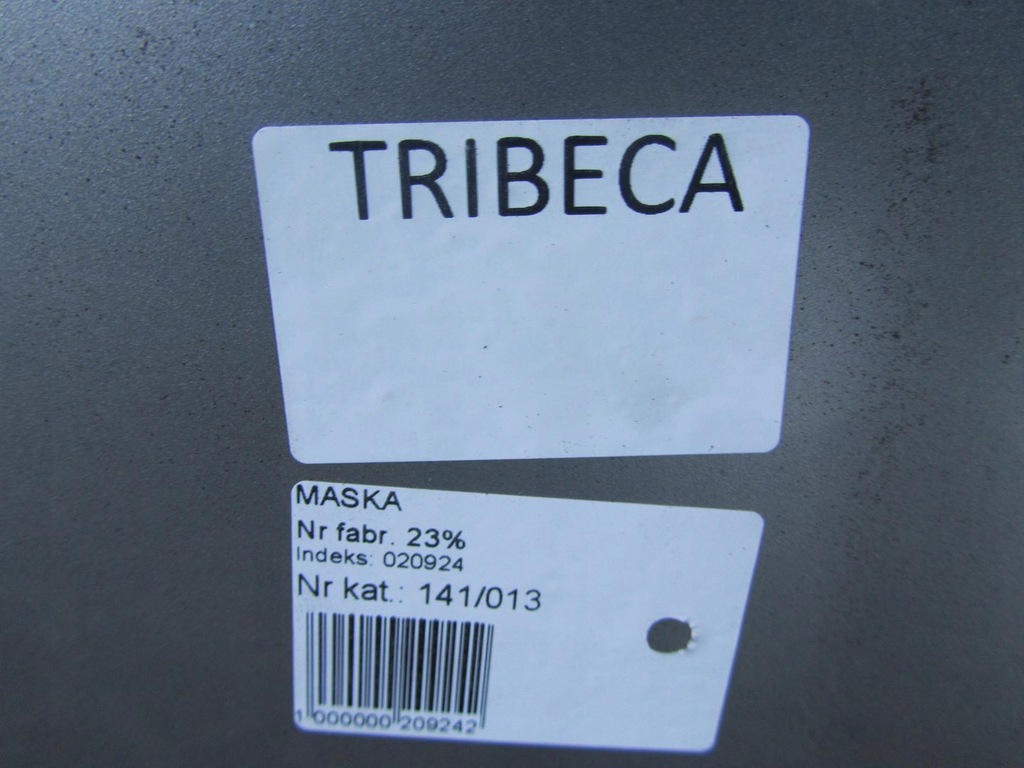 TRIBECA
MASKA
Nr fabr. 23%
Indeks: 020924
Nr kat.: 141/013
1 000000 209242